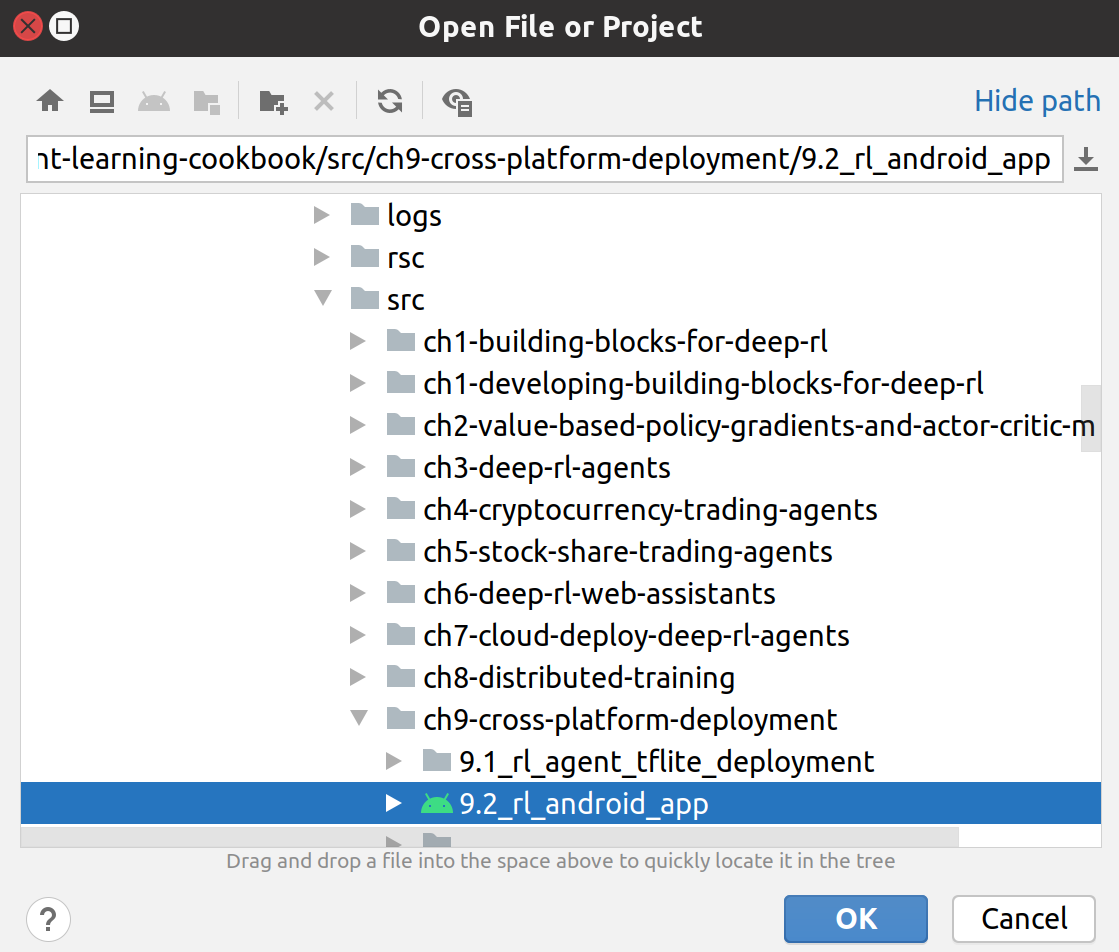 Open File or Project
Hide path
nt-learning-cookbook/src/ch9-cross-platform-deployment/9.2_rl_android_app
logs
rsc
src
ch1-building-blocks-for-deep-rl
ch1-developing-building-blocks-for-deep-rl
ch2-value-based-policy-gradients-and-actor-critic-m
ch3-deep-rl-agents
ch4-cryptocurrency-trading-agents
ch5-stock-share-trading-agents
ch6-deep-rl-web-assistants
ch7-cloud-deploy-deep-rl-agents
ch8-distributed-training
ch9-cross-platform-deployment
9.1_rl_agent_tflite_deployment
9.2_rl_android_app
Drag and drop a file into the space above to quickly locate it in the tree
?
OK
Cancel